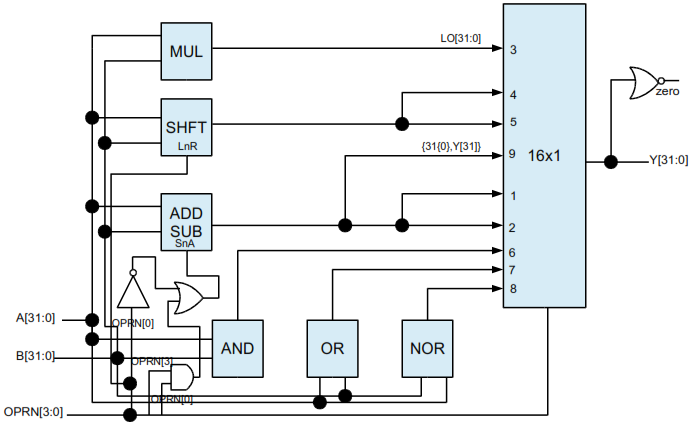 MUL
LO[31:0]
3
zero
4
SHFT
5
LnR
{31{0},Y[31]}
9
16x1
Y[31:0]
1
ADD
SUB
2
SnA
6
7
8
A[31:0]
OPRN[0]
B[31:0]
OPRN[3]
AND
OR
NOR
OPRN[0]
OPRN[3:0]